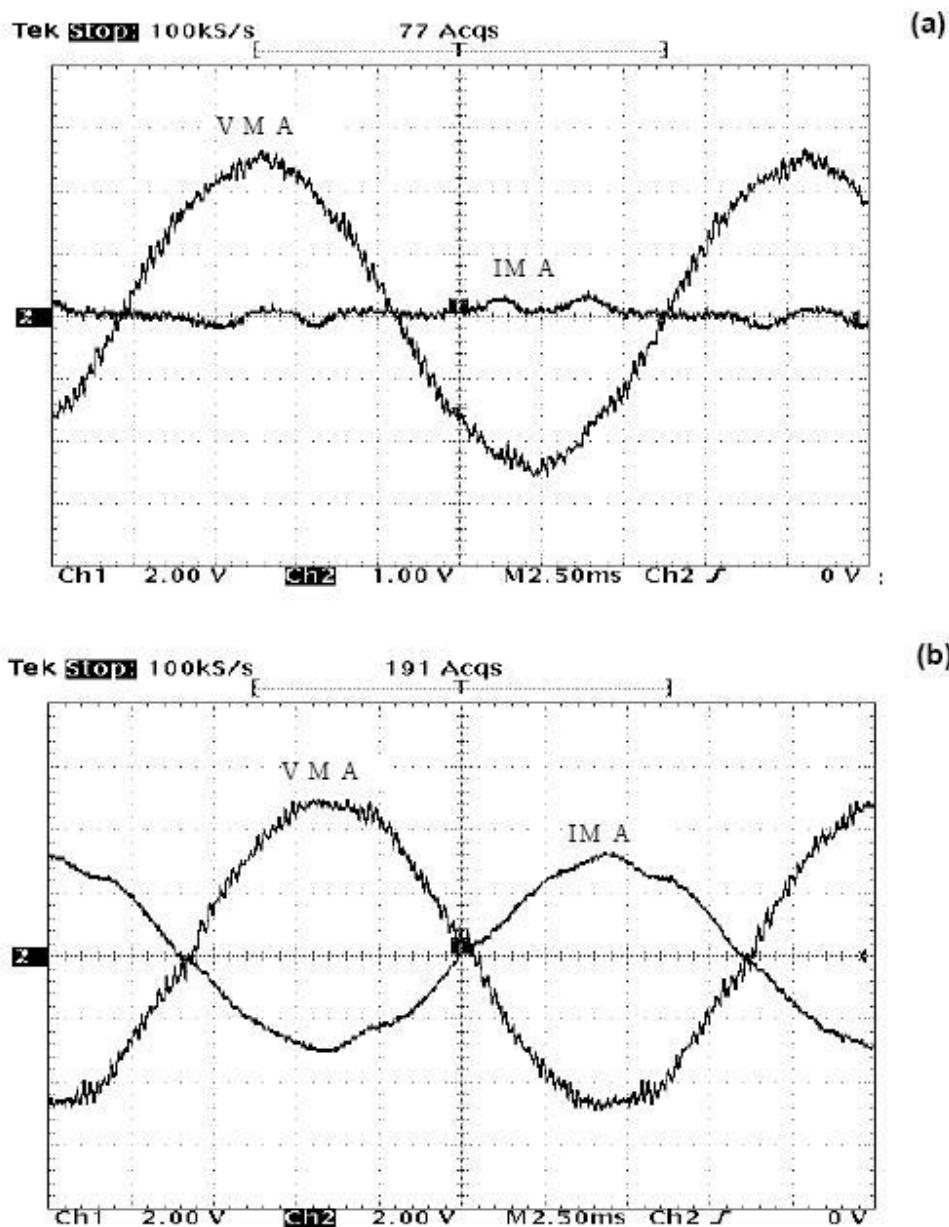 (a)
Tek Stop: 100kS/s 77 Acqs
V M A
IM A
2
Ch1 2.00 V Ch2 1.00 V M2.50ms Ch2 0 V
(b)
Tek Stop: 100kS/s 191 Acqs
V M A
IM A
2
Ch1 2.00 V Ch2 2.00 V M2.50ms Ch2 0 V